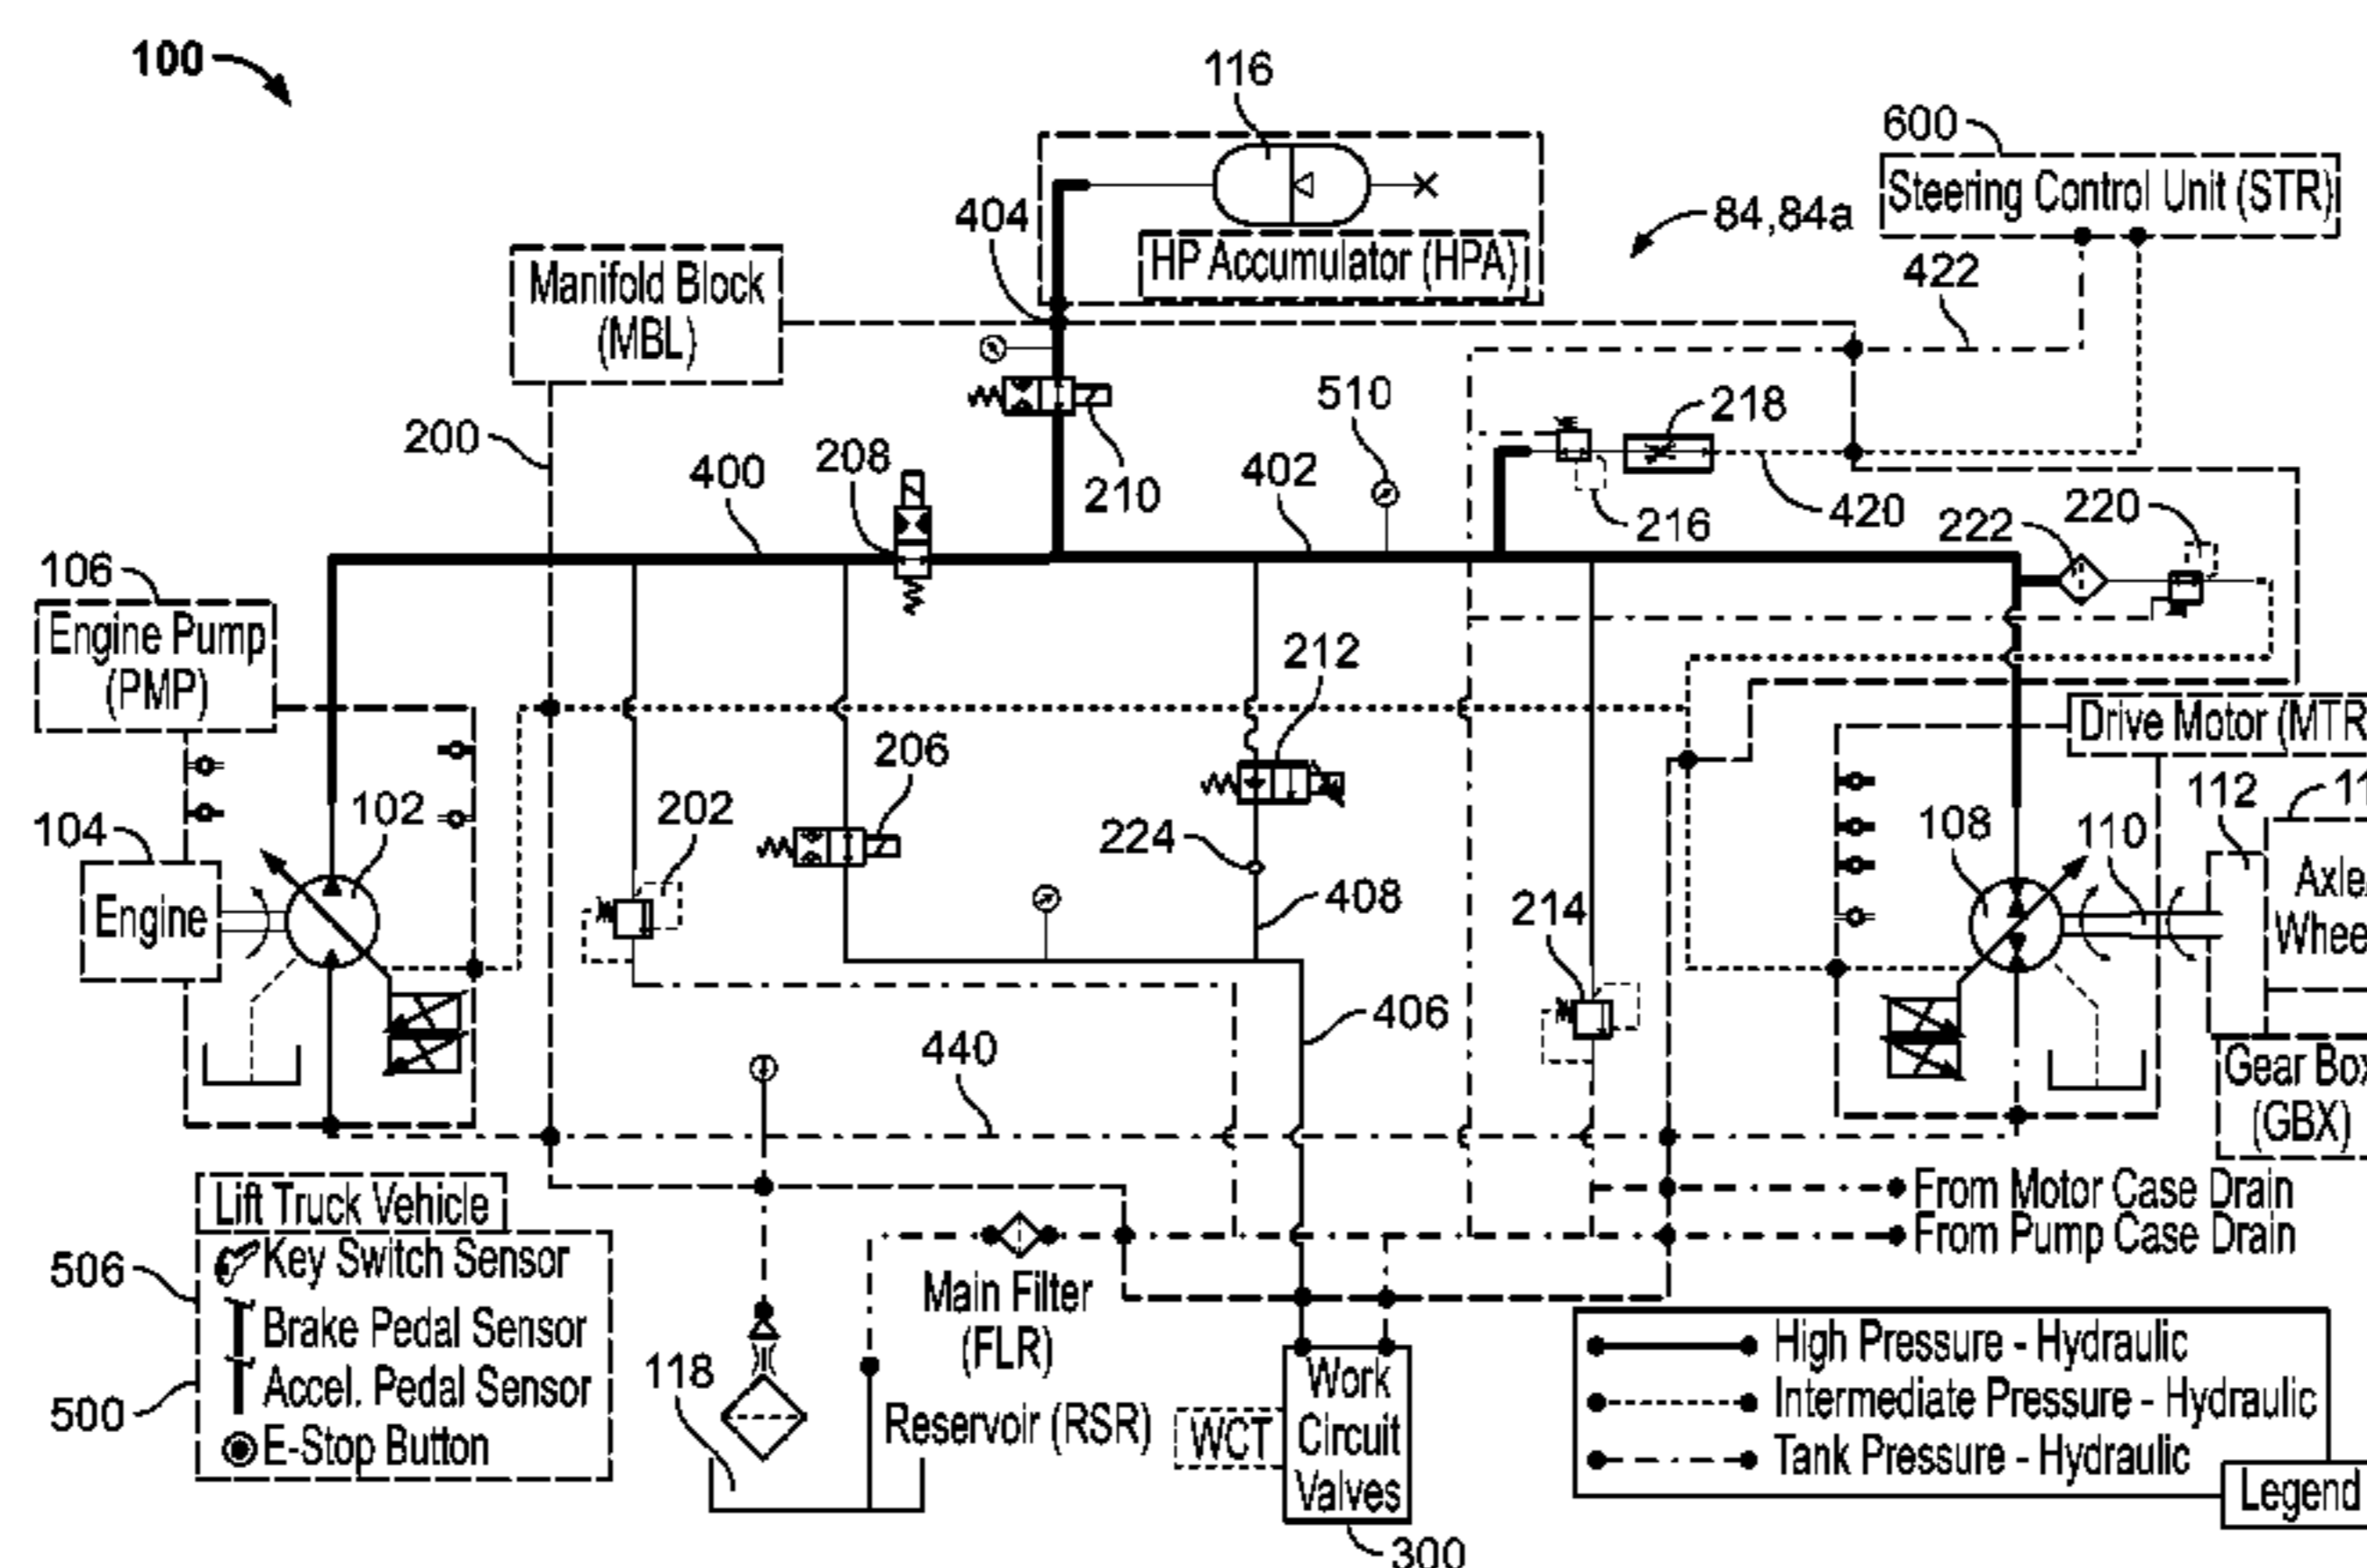 100
116
600
Steering Control Unit (STR)
404
84,84a
HP Accumulator (HPA)
422
Manifold Block
(MBL)
510
218
200
208
400
402
210
216
420
222
220
106
Engine Pump
(PMP)
212
206
Drive Motor (MTR
104
102
202
112
11
108
110
224
Axle/
Whee
Engine
408
214
406
440
Gear Box
(GBX)
Lift Truck Vehicle
From Motor Case Drain
From Pump Case Drain
506
Key Switch Sensor
Brake Pedal Sensor
Accel. Pedal Sensor
500
E-Stop Button
Main Filter
(FLR)
118
Reservoir (RSR)
WCT
Work
Circuit
Valves
300
High Pressure - Hydraulic
Intermediate Pressure - Hydraulic
Tank Pressure - Hydraulic
Legend